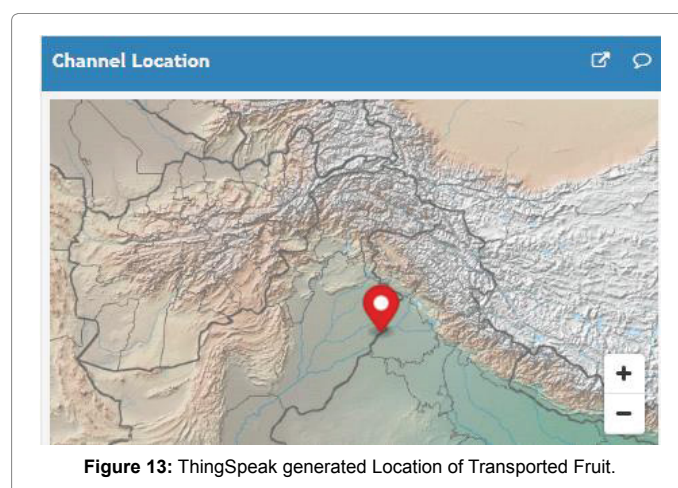 Channel Location
+
−
Figure 13: ThingSpeak generated Location of Transported Fruit.